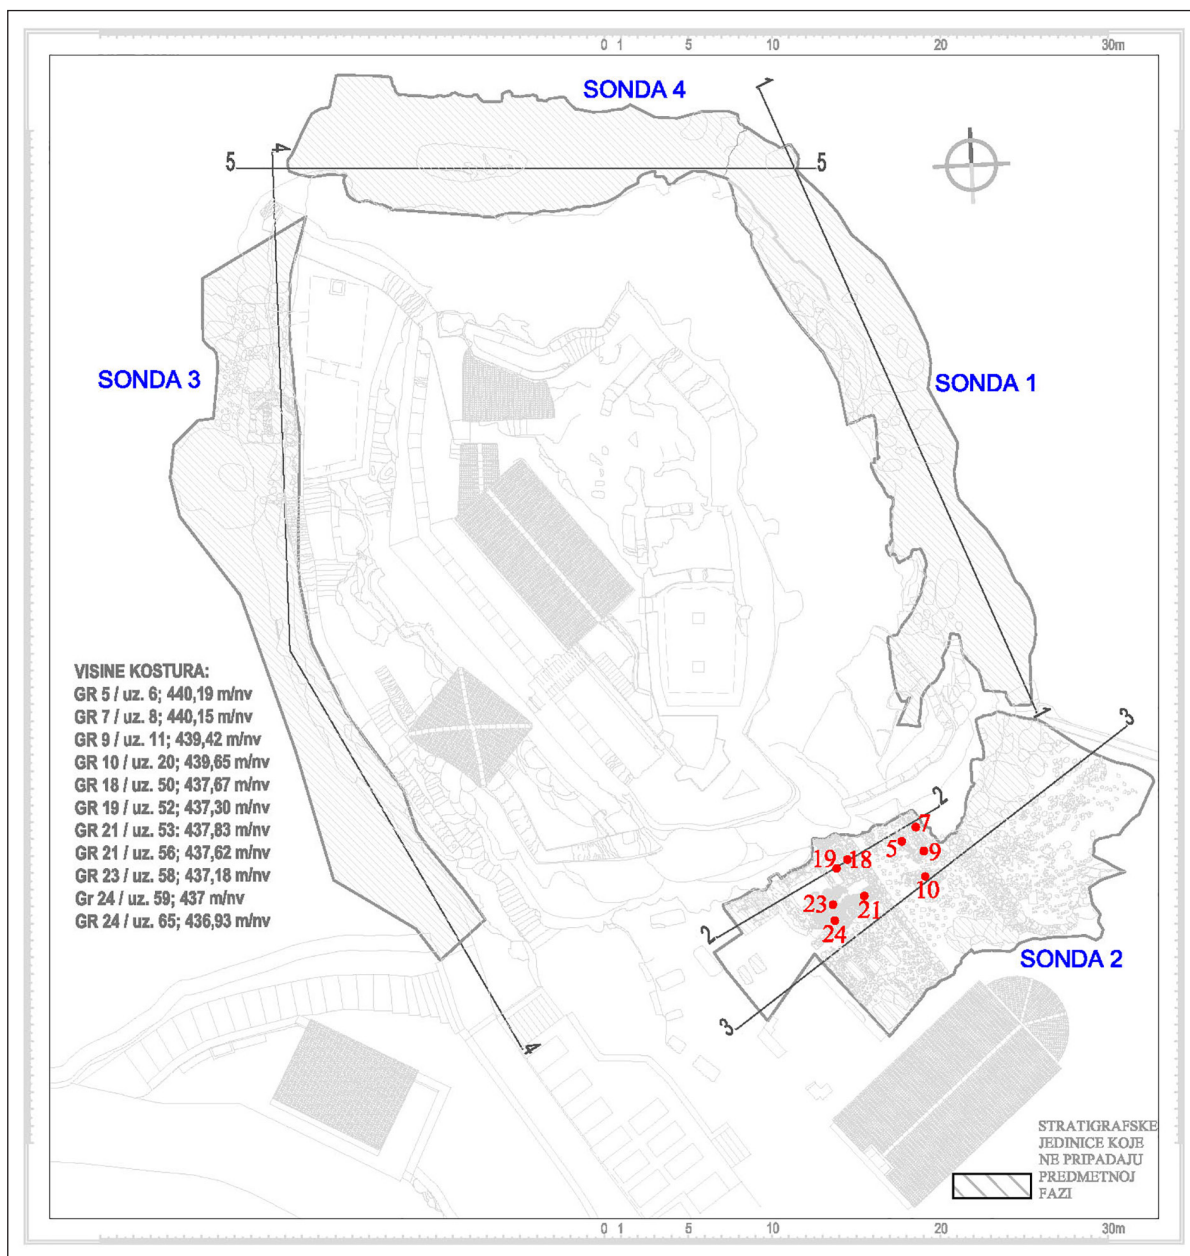 0 1 5 10 20 30m
SONDA 4
1
5 4 5
SONDA 3
SONDA 1
VISINE KOSTURA:
GR 5 / uz. 6; 440,19 m/nv
GR 7 / uz. 8; 440,15 m/nv
GR 9 / uz. 11; 439,42 m/nv
GR 10 / uz. 20; 439,65 m/nv
GR 18 / uz. 50; 437,67 m/nv
GR 19 / uz. 52; 437,30 m/nv
GR 21 / uz. 53; 437,83 m/nv
GR 21 / uz. 56; 437,62 m/nv
GR 23 / uz. 58; 437,18 m/nv
Gr 24 / uz. 59; 437 m/nv
GR 24 / uz. 65; 436,93 m/nv
1
3
2
7
5
9
19 18
10
23 21
24
2
SONDA 2
3
4
STRATIGRAFSKE
JEDINICE KOJE
NE PRIPADAJU
PREDMETNOJ
FAZI
0 1 5 10 20 30m